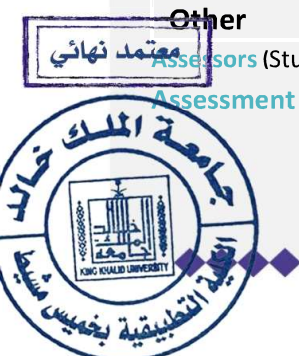 Other
معتمد نهائي
Assessors (Stu
Assessment
جامعة الملك خالد
KING KHALID UNIVERSITY
الكلية التطبيقية بخميس مشيط